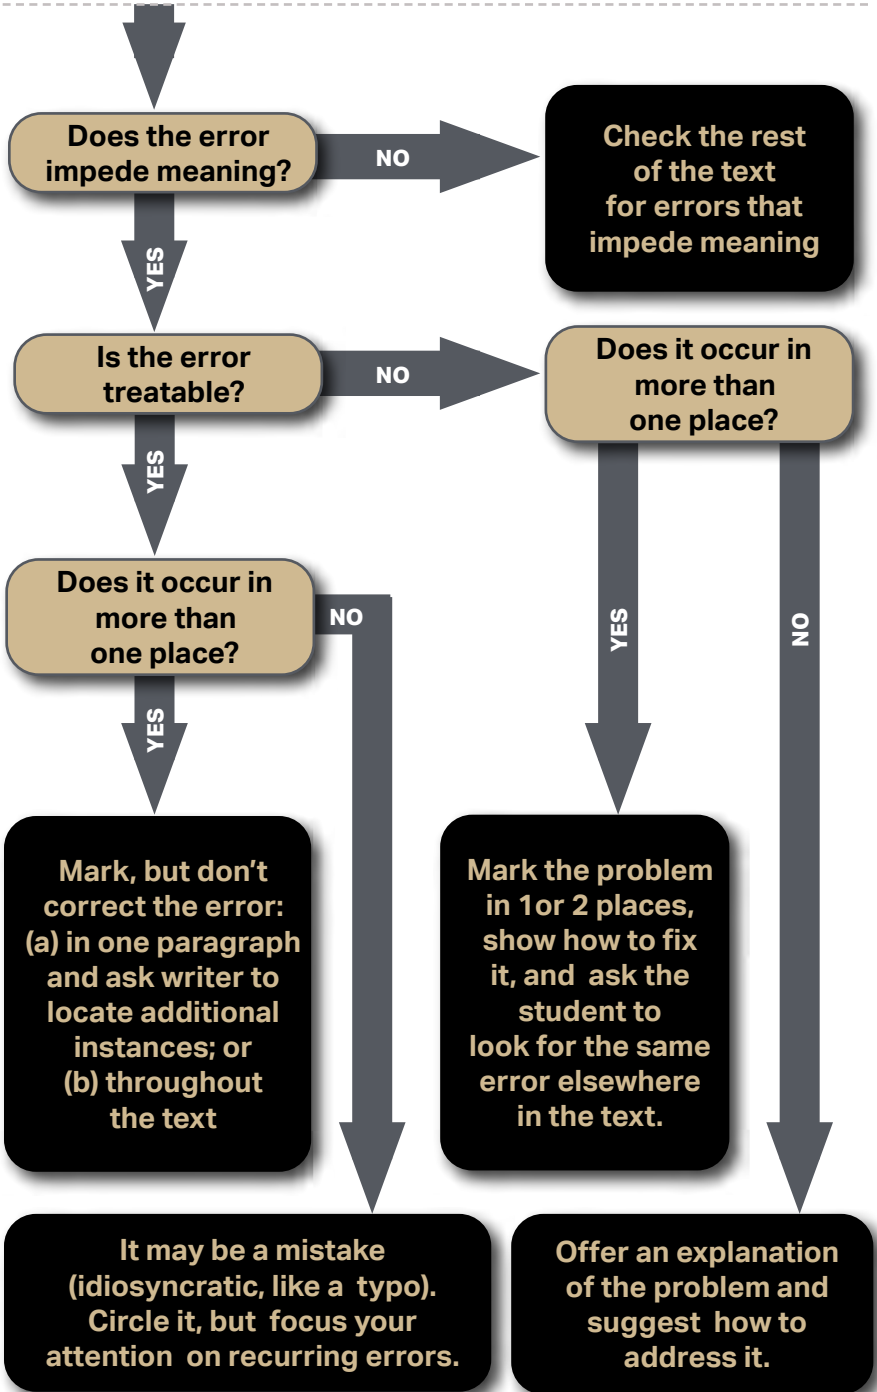 Does the error
impede meaning?
NO
Check the rest
of the text
for errors that
impede meaning
YES
Is the error
treatable?
NO
Does it occur in
more than
one place?
YES
Does it occur in
more than
one place?
NO
YES
NO
YES
Mark, but don't
correct the error:
(a) in one paragraph
and ask writer to
locate additional
instances; or
(b) throughout
the text
Mark the problem
in 1or 2 places,
show how to fix
it, and ask the
student to
look for the same
error elsewhere
in the text.
It may be a mistake
(idiosyncratic, like a typo).
Circle it, but focus your
attention on recurring errors.
Offer an explanation
of the problem and
suggest how to
address it.